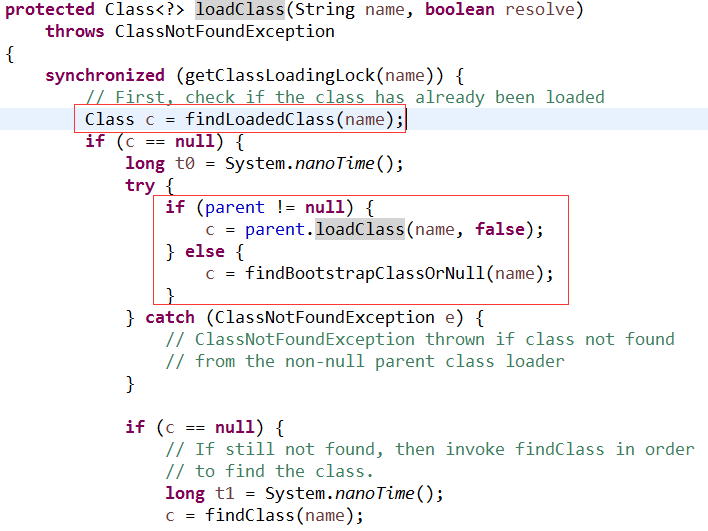 protected Class<?> loadClass(String name, boolean resolve)
    throws ClassNotFoundException
{
    synchronized (getClassLoadingLock(name)) {
        // First, check if the class has already been loaded
        Class c = findLoadedClass(name);
        if (c == null) {
            long t0 = System.nanoTime();
            try {
                if (parent != null) {
                    c = parent.loadClass(name, false);
                } else {
                    c = findBootstrapClassOrNull(name);
                }
            } catch (ClassNotFoundException e) {
                // ClassNotFoundException thrown if class not found
                // from the non-null parent class loader
            }

            if (c == null) {
                // If still not found, then invoke findClass in order
                // to find the class.
                long t1 = System.nanoTime();
                c = findClass(name);